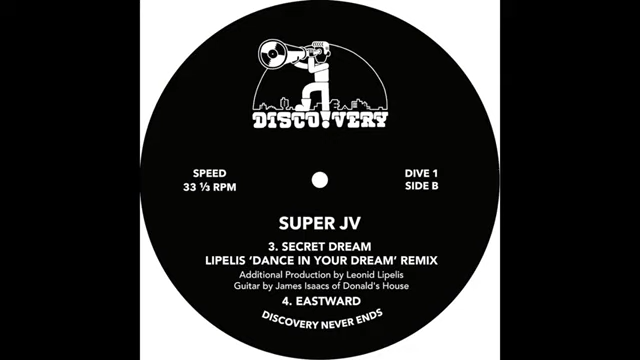 DISCO!VERY
SPEED
33 ⅓ RPM
DIVE 1
SIDE B
SUPER JV
3. SECRET DREAM
LIPELIS ‘DANCE IN YOUR DREAM’ REMIX
Additional Production by Leonid Lipelis
Guitar by James Isaacs of Donald's House
4. EASTWARD
DISCOVERY NEVER ENDS